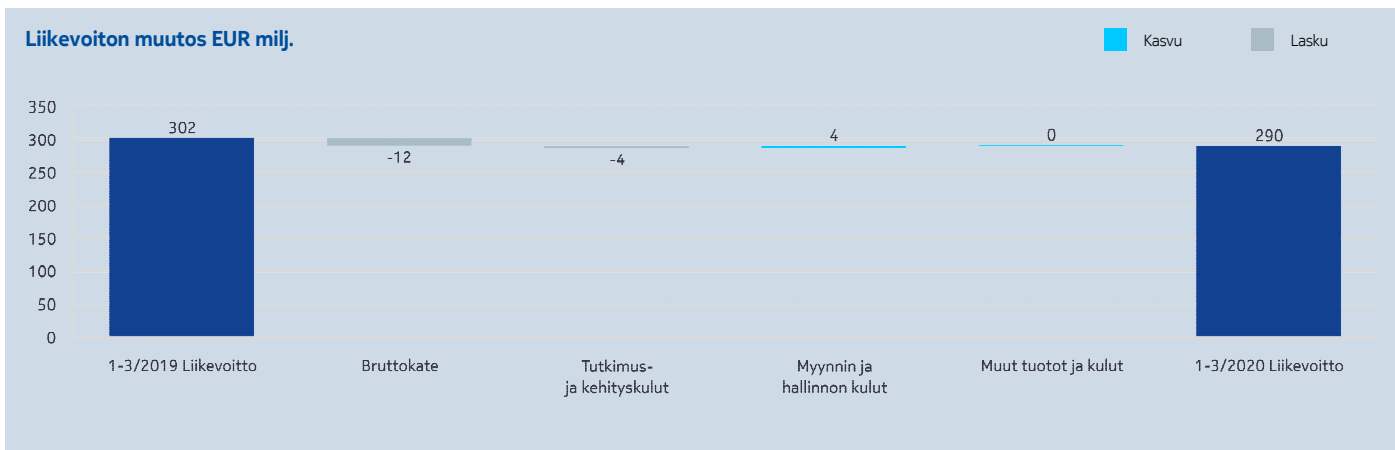 Liikevoiton muutos EUR milj.
Kasvu
Lasku
350
300
250
200
150
100
50
0
302
-12
-4
4
0
290
1-3/2019 Liikevoitto
Bruttokate
Tutkimus-
ja kehityskulut
Myynnin ja
hallinnon kulut
Muut tuotot ja kulut
1-3/2020 Liikevoitto